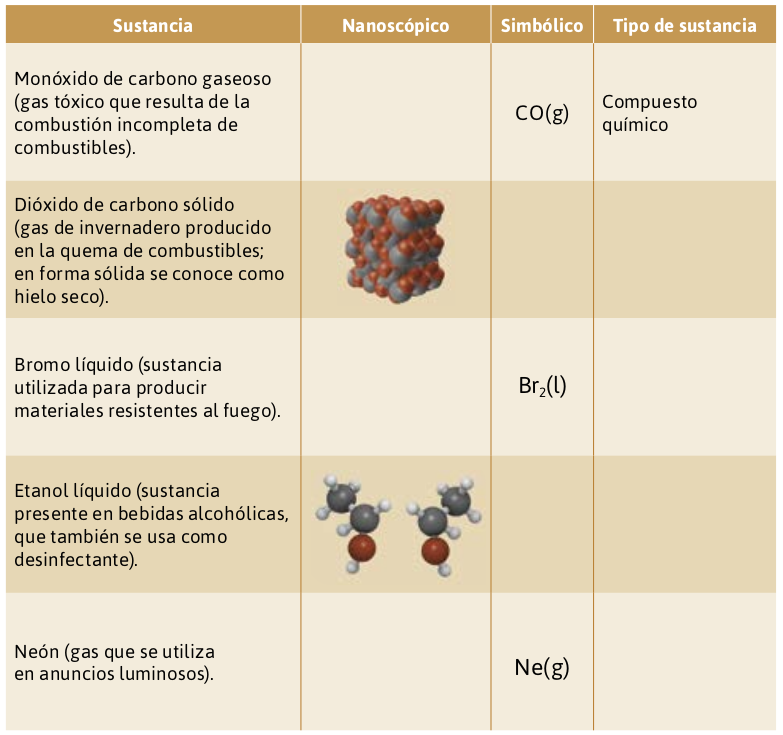 Sustancia Nanoscópico Simbólico Tipo de sustancia
Monóxido de carbono gaseoso
(gas tóxico que resulta de la
combustión incompleta de
combustibles).
CO(g)
Compuesto
químico
Dióxido de carbono sólido
(gas de invernadero producido
en la quema de combustibles;
en forma sólida se conoce como
hielo seco).
Bromo líquido (sustancia
utilizada para producir
materiales resistentes al fuego).
Br₂(l)
Etanol líquido (sustancia
presente en bebidas alcohólicas,
que también se usa como
desinfectante).
Neón (gas que se utiliza
en anuncios luminosos).
Ne(g)